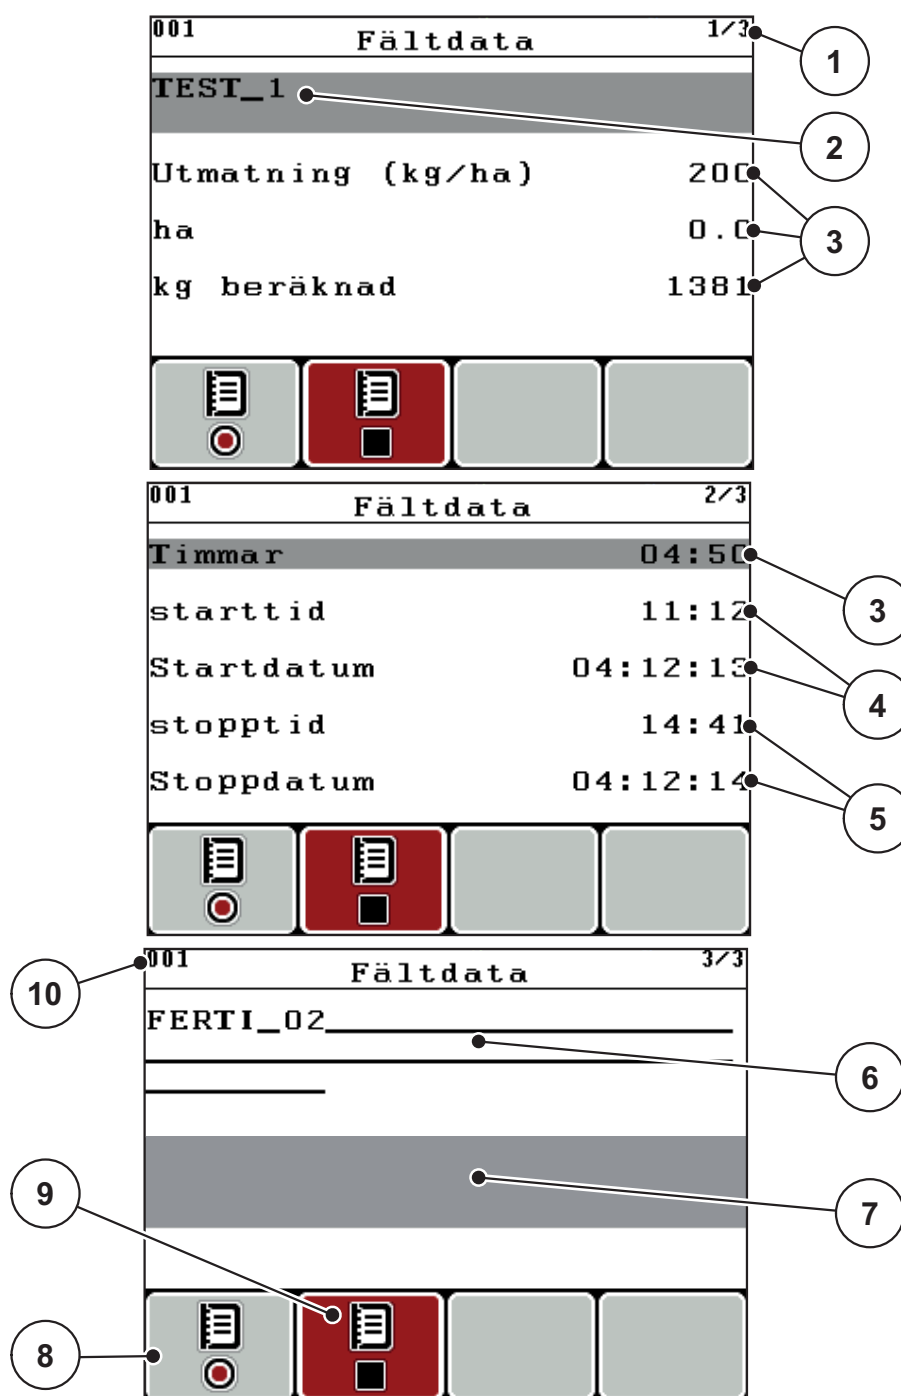 001 Fältdata 1/3
1
TEST_1
2
Utmatning (kg/ha) 200
ha 0.0
3
kg beräknad 1381
001 Fältdata 2/3
Timmar 04:50
3
starttid 11:12
Startdatum 04:12:13
4
stopptid 14:41
Stoppdatum 04:12:14
5
001 Fältdata 3/3
10
FERTI_02
6
9
7
8